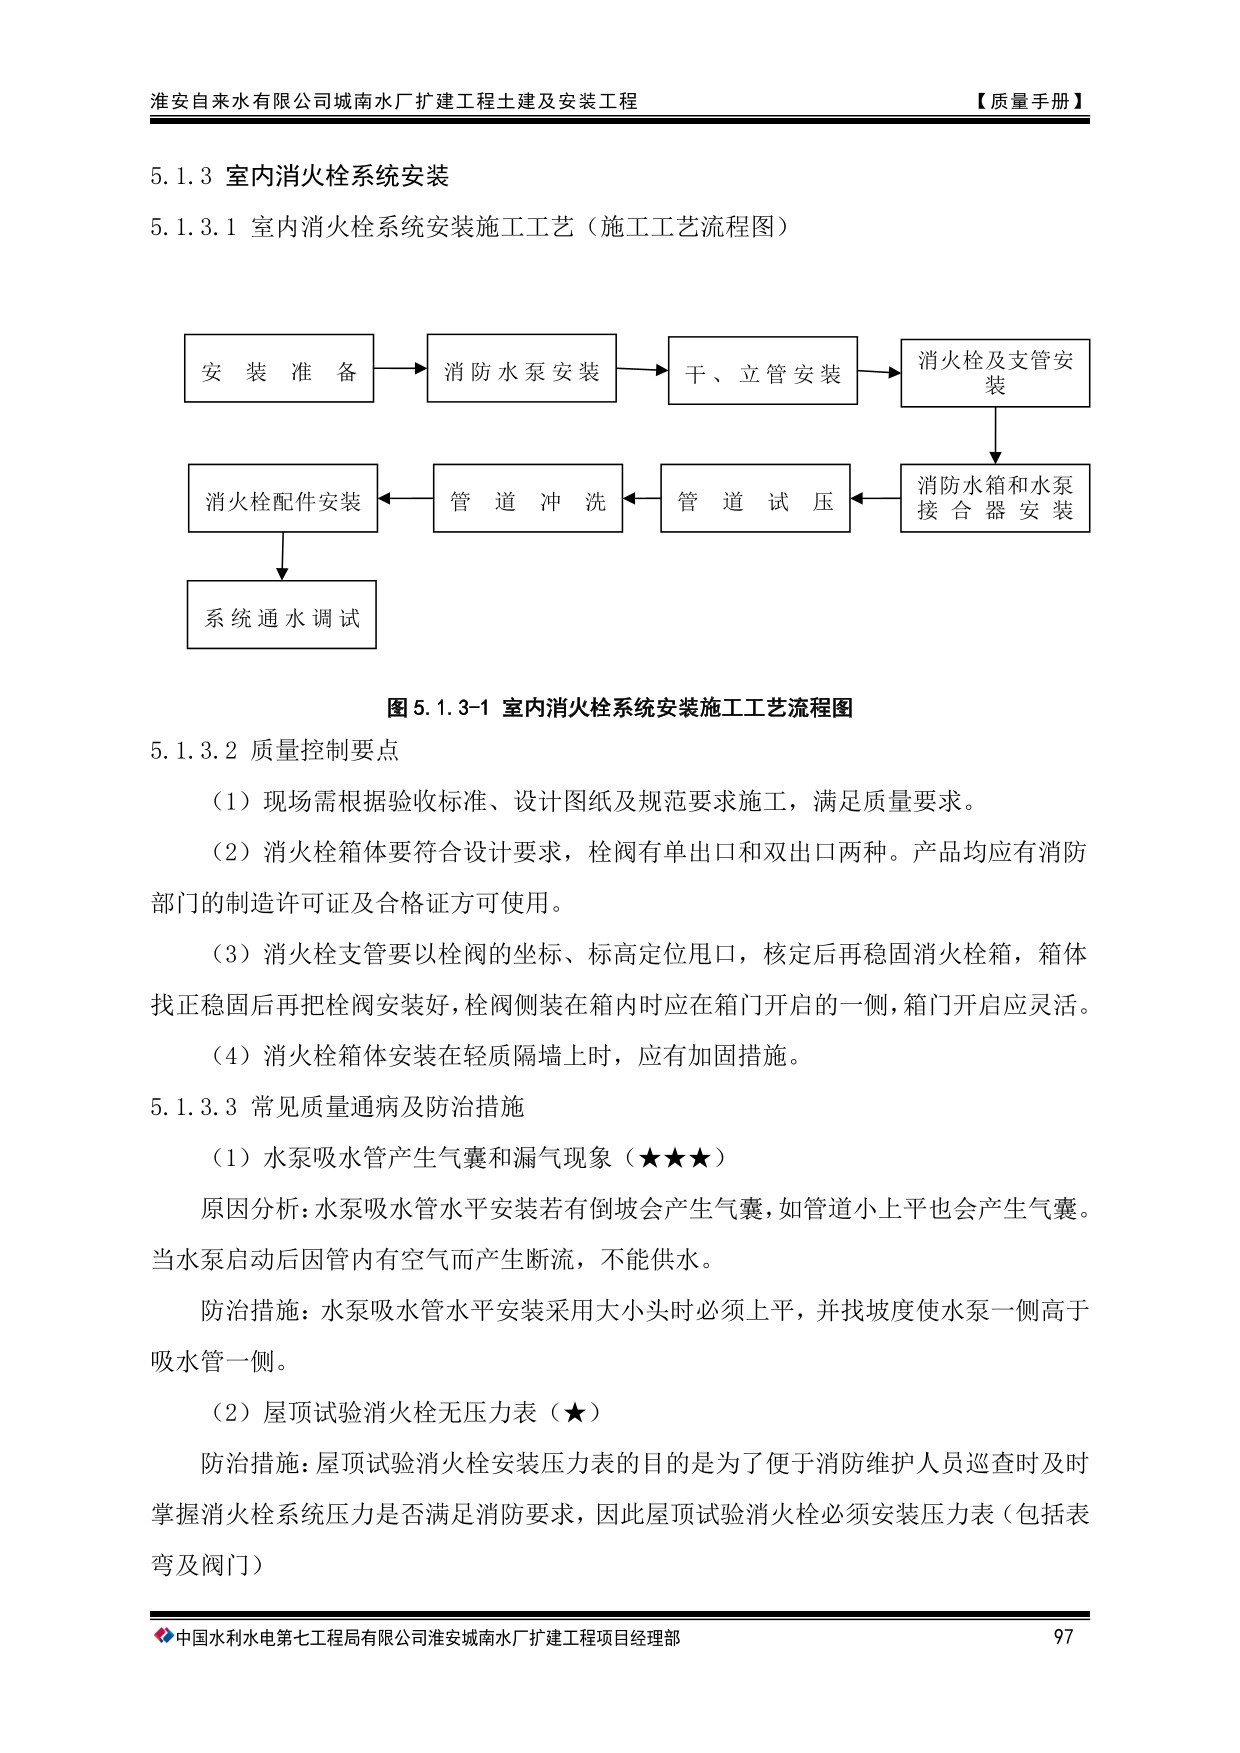 淮安自来水有限公司城南水厂扩建工程土建及安装工程 【质量手册】
5.1.3 室内消火栓系统安装
5.1.3.1 室内消火栓系统安装施工工艺（施工工艺流程图）
安装准备
消防水泵安装
干、立管安装
消火栓及支管安
装
消防水箱和水泵
接合器安装
管道试压
管道冲洗
消火栓配件安装
系统通水调试
图 5.1.3-1 室内消火栓系统安装施工工艺流程图
5.1.3.2 质量控制要点
（1）现场需根据验收标准、设计图纸及规范要求施工，满足质量要求。
（2）消火栓箱体要符合设计要求，栓阀有单出口和双出口两种。产品均应有消防
部门的制造许可证及合格证方可使用。
（3）消火栓支管要以栓阀的坐标、标高定位甩口，核定后再稳固消火栓箱，箱体
找正稳固后再把栓阀安装好，栓阀侧装在箱内时应在箱门开启的一侧，箱门开启应灵活。
（4）消火栓箱体安装在轻质隔墙上时，应有加固措施。
5.1.3.3 常见质量通病及防治措施
（1）水泵吸水管产生气囊和漏气现象（★★★）
原因分析：水泵吸水管水平安装若有倒坡会产生气囊，如管道小上平也会产生气囊。
当水泵启动后因管内有空气而产生断流，不能供水。
防治措施：水泵吸水管水平安装采用大小头时必须上平，并找坡度使水泵一侧高于
吸水管一侧。
（2）屋顶试验消火栓无压力表（★）
防治措施：屋顶试验消火栓安装压力表的目的是为了便于消防维护人员巡查时及时
掌握消火栓系统压力是否满足消防要求，因此屋顶试验消火栓必须安装压力表（包括表
弯及阀门）
中国水利水电第七工程局有限公司淮安城南水厂扩建工程项目经理部 97